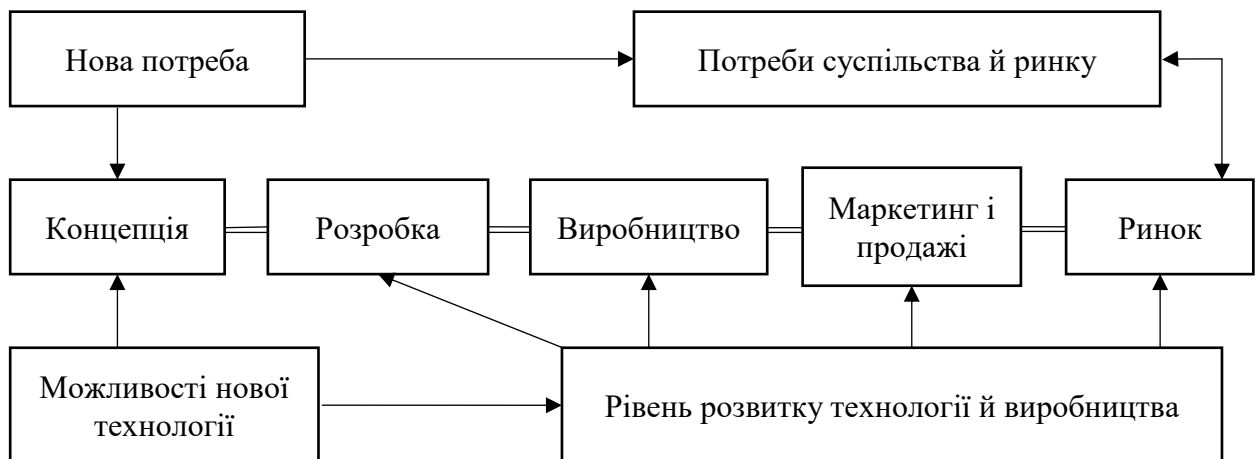 Нова потреба
Потреби суспільства й ринку
Концепція
Розробка
Виробництво
Маркетинг і
продажі
Ринок
Можливості нової
технології
Рівень розвитку технології й виробництва